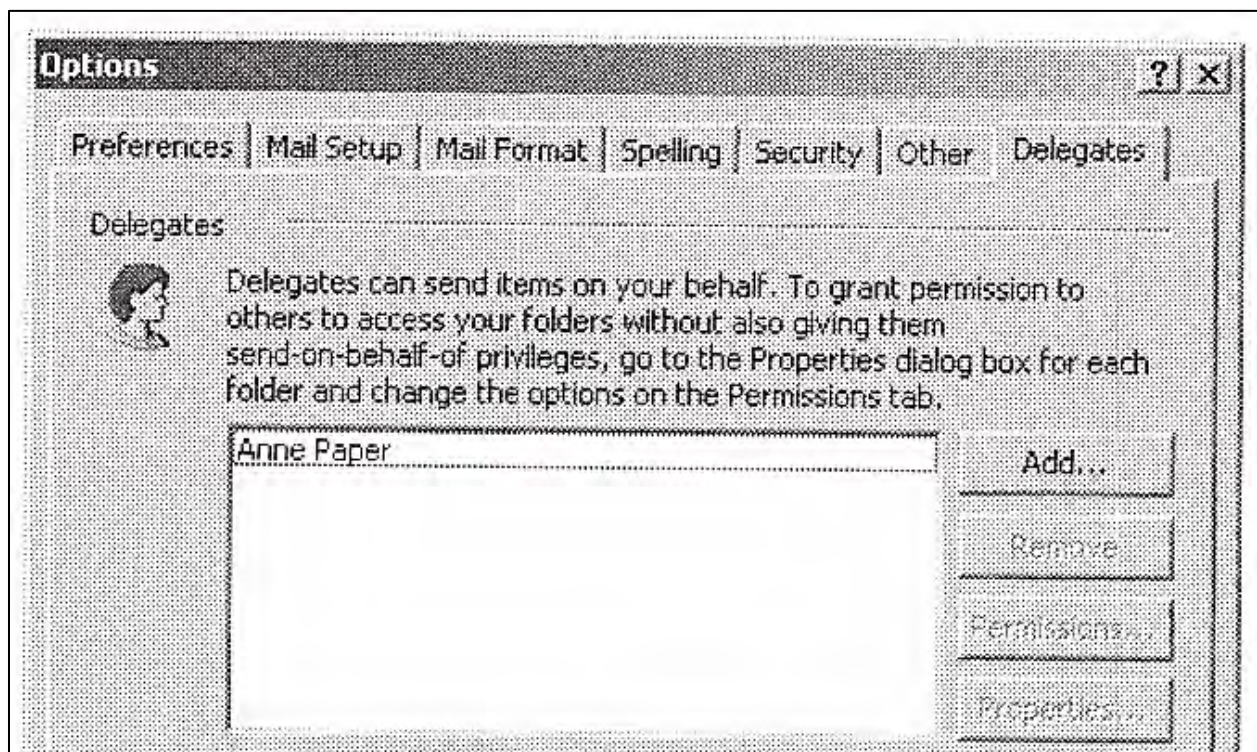 Options
Preferences Mail Setup Mail Format Spelling Security Other Delegates
Delegates
Delegates can send items on your behalf. To grant permission to
others to access your folders without also giving them
send-on-behalf-of privileges, go to the Properties dialog box for each
folder and change the options on the Permissions tab.
Anne Paper
Add...
Remove
Permissions...
Properties...